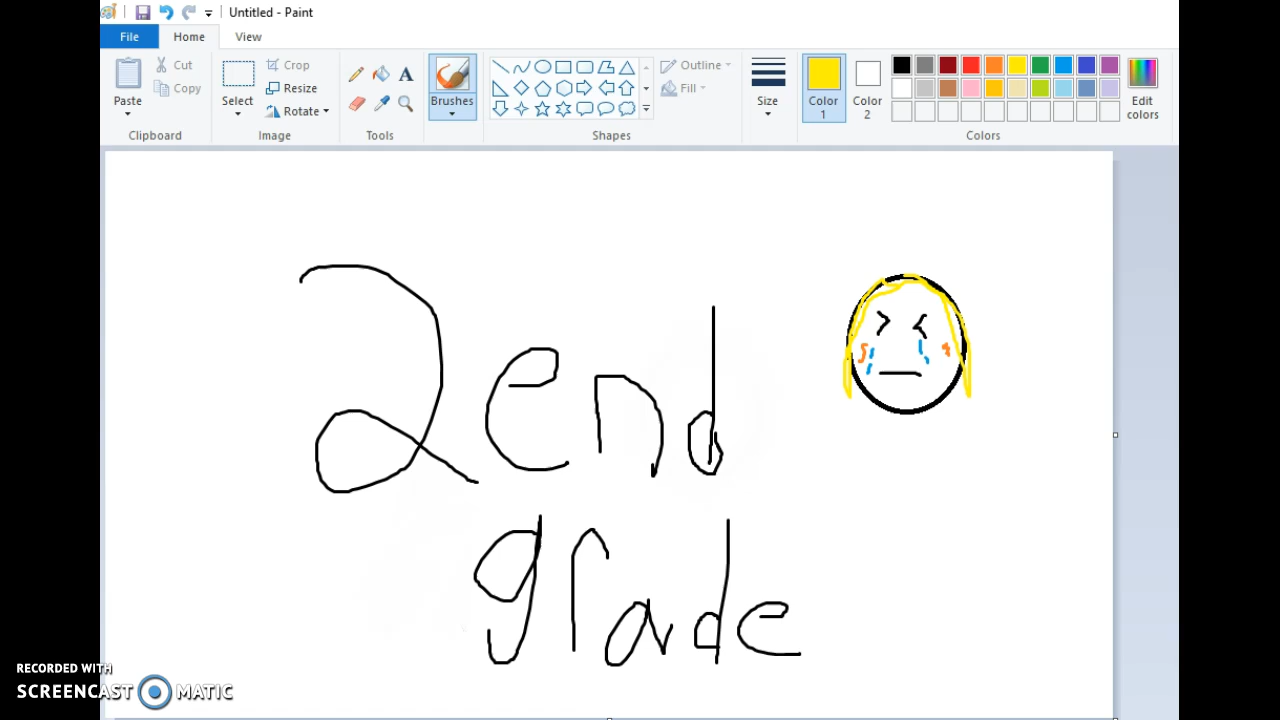 Untitled - Paint
File Home View
Cut Crop Outline
Copy Resize Fill
Paste Select Rotate Brushes Size Color 1 Color 2 Edit colors
Clipboard Image Tools Shapes Colors
2end
grade
RECORDED WITH
SCREENCAST MATIC